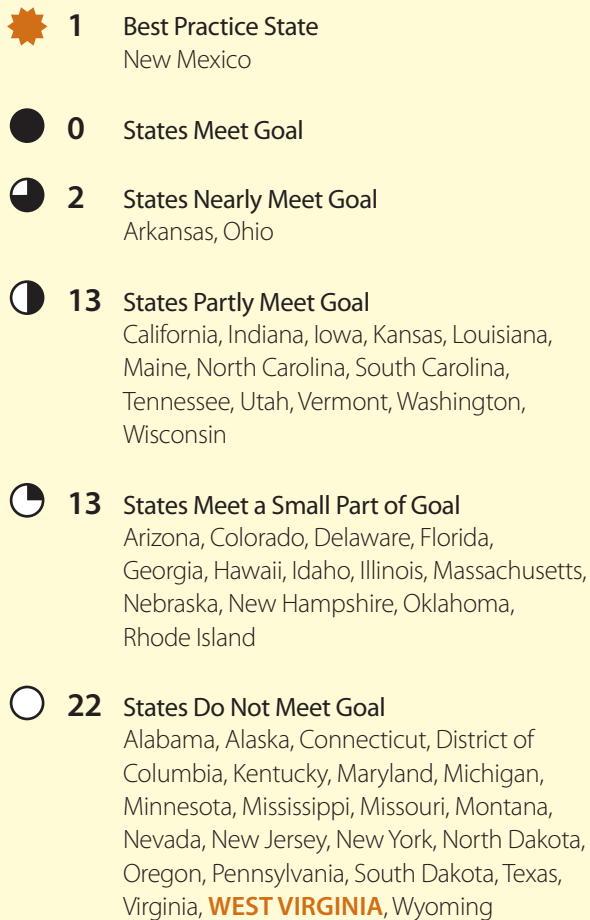 1 Best Practice State
New Mexico
0 States Meet Goal
2 States Nearly Meet Goal
Arkansas, Ohio
13 States Partly Meet Goal
California, Indiana, Iowa, Kansas, Louisiana,
Maine, North Carolina, South Carolina,
Tennessee, Utah, Vermont, Washington,
Wisconsin
13 States Meet a Small Part of Goal
Arizona, Colorado, Delaware, Florida,
Georgia, Hawaii, Idaho, Illinois, Massachusetts,
Nebraska, New Hampshire, Oklahoma,
Rhode Island
22 States Do Not Meet Goal
Alabama, Alaska, Connecticut, District of
Columbia, Kentucky, Maryland, Michigan,
Minnesota, Mississippi, Missouri, Montana,
Nevada, New Jersey, New York, North Dakota,
Oregon, Pennsylvania, South Dakota, Texas,
Virginia, WEST VIRGINIA, Wyoming